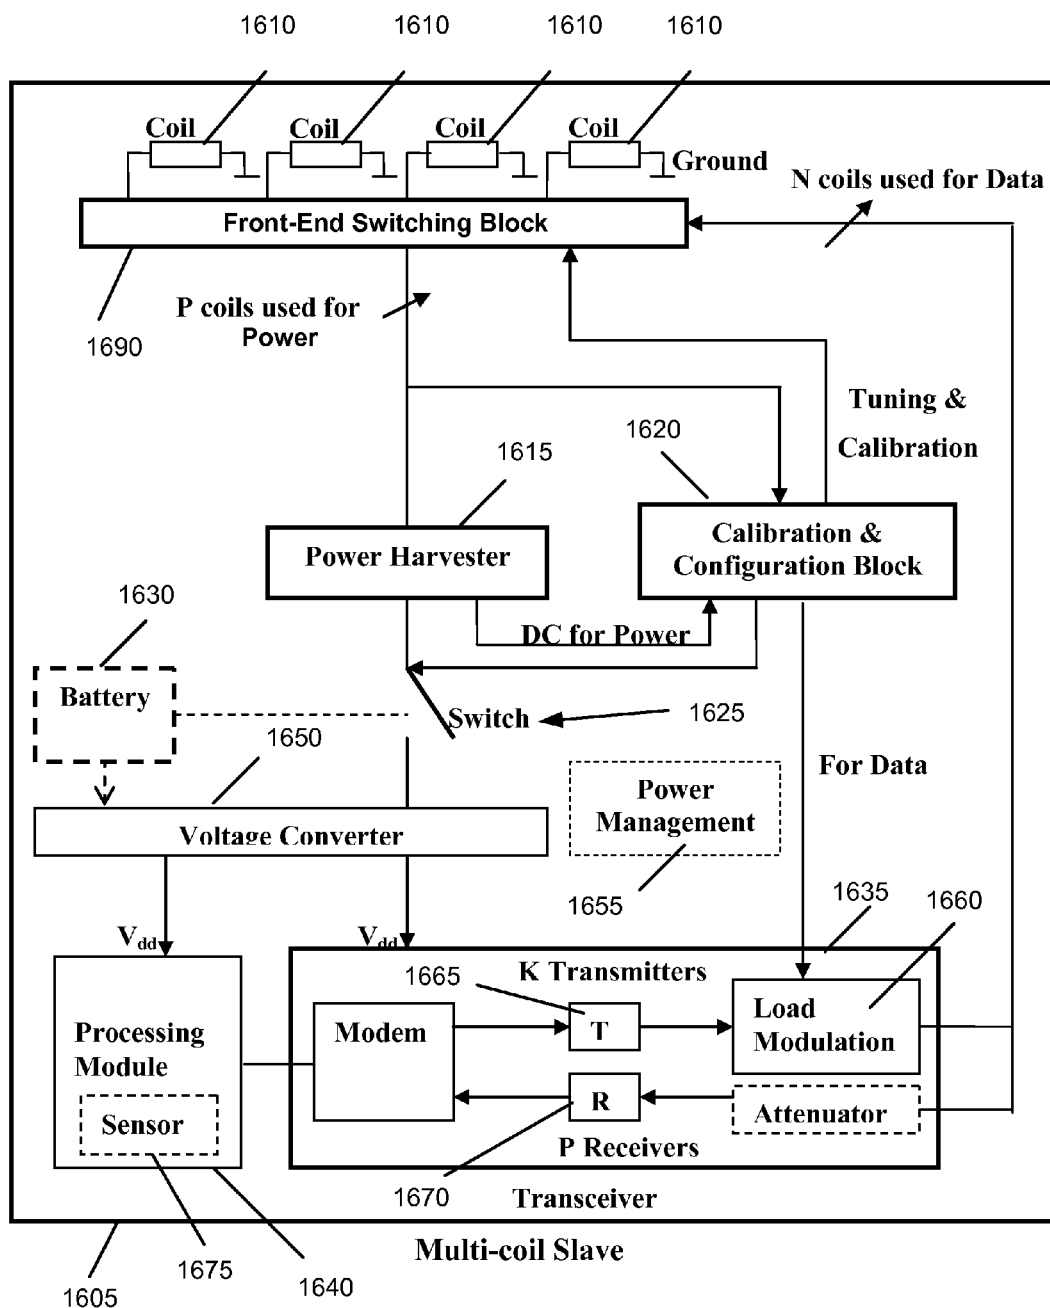 1610 1610 1610 1610
Coil Coil Coil Coil
Ground
N coils used for Data
Front-End Switching Block
P coils used for
Power
1690
Tuning &
Calibration
1620
1615
Power Harvester
Calibration &
Configuration Block
1630
DC for Power
Battery
Switch
1625
1650
For Data
Power
Management
Voltage Converter
1655
1635
1660
Vdd
Vdd
K Transmitters
1665
Load
Modulation
Modem
T
Processing
Module
R
Attenuator
Sensor
P Receivers
1670
Transceiver
Multi-coil Slave
1675
1640
1605